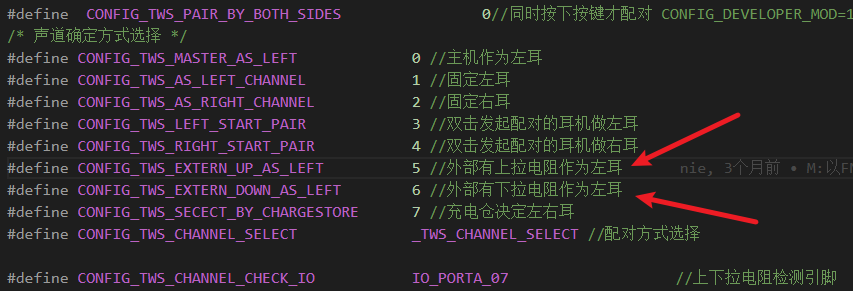 #define  CONFIG_TWS_PAIR_BY_BOTH_SIDES 0//同时按下按键才配对 CONFIG_DEVELOPER_MOD=1
/* 声道确定方式选择 */
#define CONFIG_TWS_MASTER_AS_LEFT 0 //主机作为左耳
#define CONFIG_TWS_AS_LEFT_CHANNEL 1 //固定左耳
#define CONFIG_TWS_AS_RIGHT_CHANNEL 2 //固定右耳
#define CONFIG_TWS_LEFT_START_PAIR 3 //双击发起配对的耳机做左耳
#define CONFIG_TWS_RIGHT_START_PAIR 4 //双击发起配对的耳机做右耳
#define CONFIG_TWS_EXTERN_UP_AS_LEFT 5 //外部有上拉电阻作为左耳 nie, 3个月前 • M:以FM
#define CONFIG_TWS_EXTERN_DOWN_AS_LEFT 6 //外部有下拉电阻作为左耳
#define CONFIG_TWS_SECECT_BY_CHARGESTORE 7 //充电仓决定左右耳
#define CONFIG_TWS_CHANNEL_SELECT _TWS_CHANNEL_SELECT //配对方式选择
#define CONFIG_TWS_CHANNEL_CHECK_IO IO_PORTA_07 //上下拉电阻检测引脚